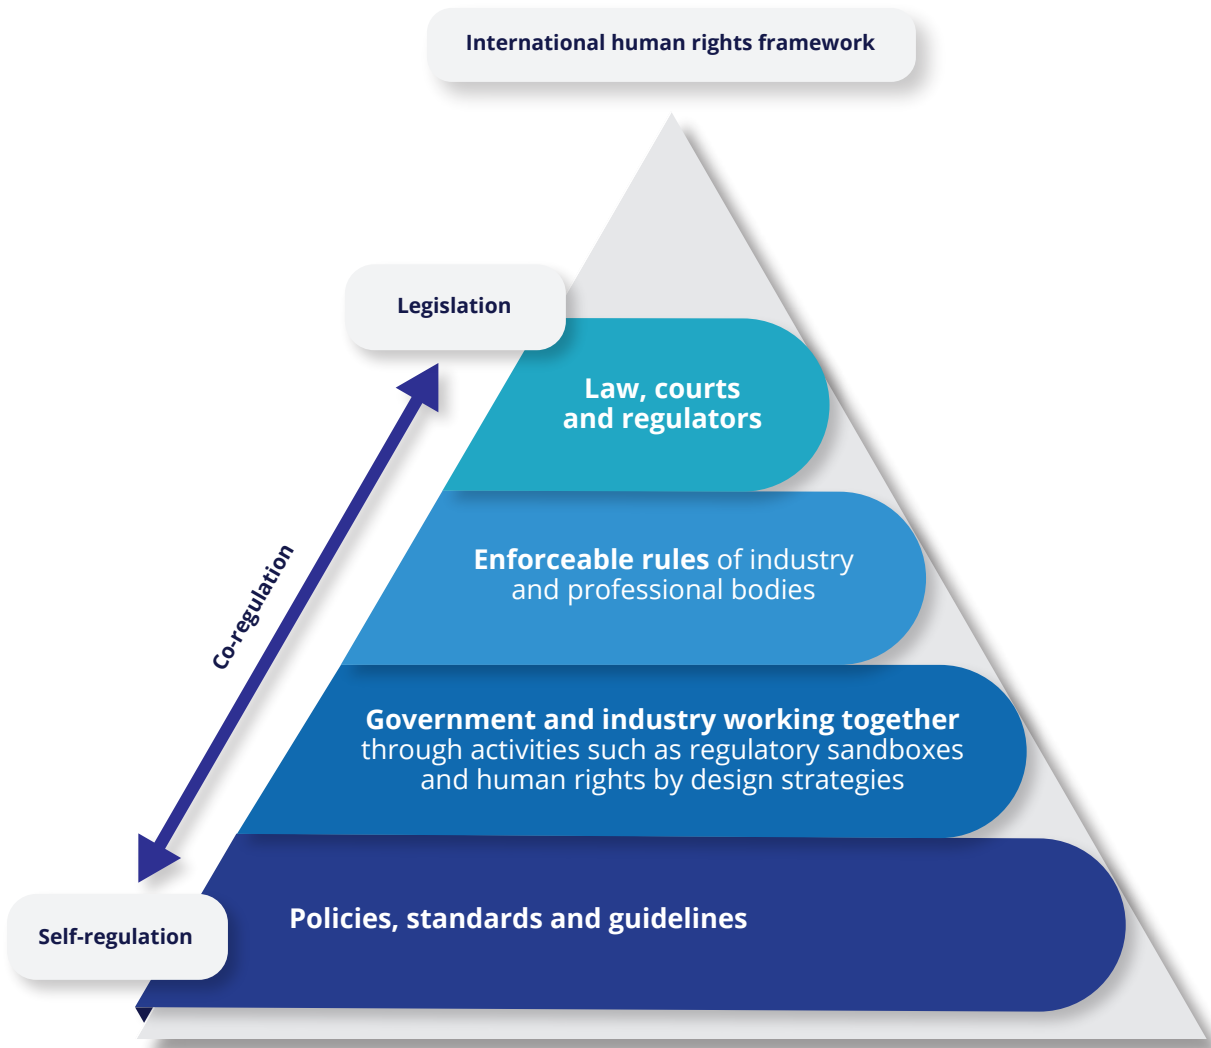 International human rights framework
Legislation
Law, courts
and regulators
Enforceable rules of industry
and professional bodies
Co-regulation
Government and industry working together
through activities such as regulatory sandboxes
and human rights by design strategies
Policies, standards and guidelines
Self-regulation